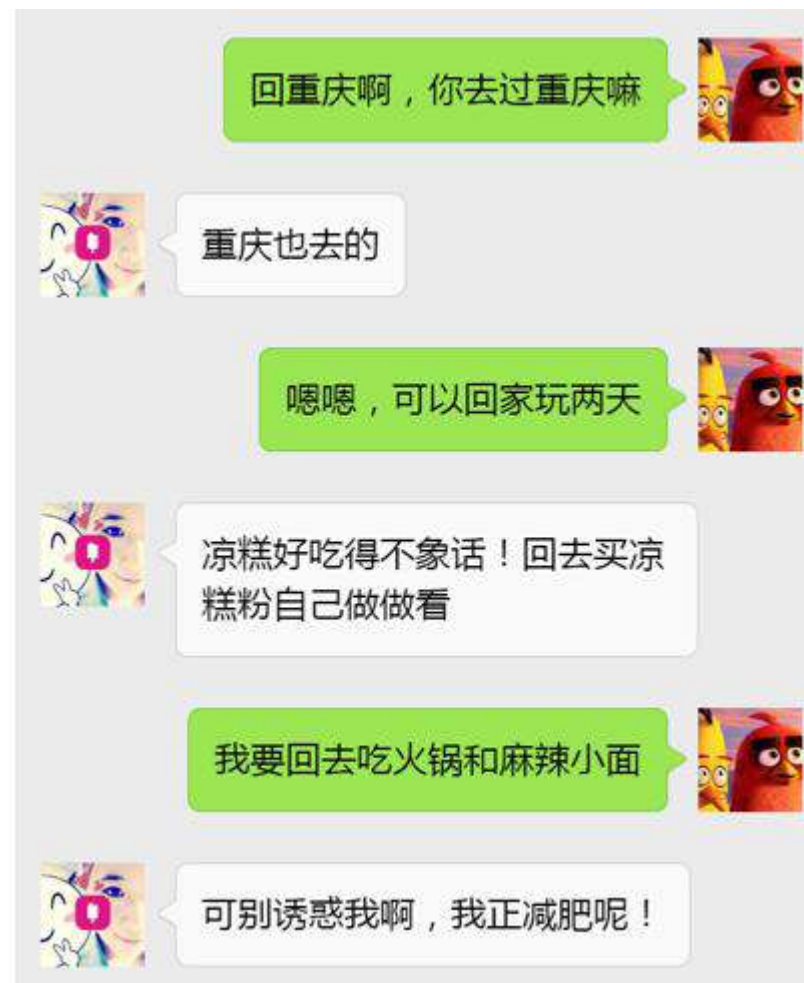 回重庆啊，你去过重庆嘛
重庆也去的
嗯嗯，可以回家玩两天
凉糕好吃得不象话！回去买凉
糕粉自己做做看
我要回去吃火锅和麻辣小面
可别诱惑我啊，我正减肥呢！